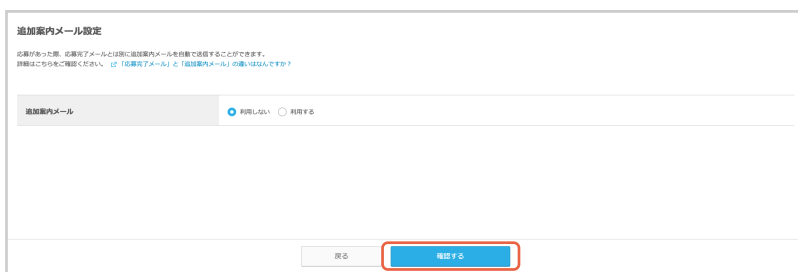 追加案内メール設定
応募があった際、応募完了メールとは別に追加案内メールを自動で送信することができます。
詳細はこちらをご確認ください。 「応募完了メール」と「追加案内メール」の違いはなんですか？
追加案内メール 利用しない 利用する
戻る 確認する